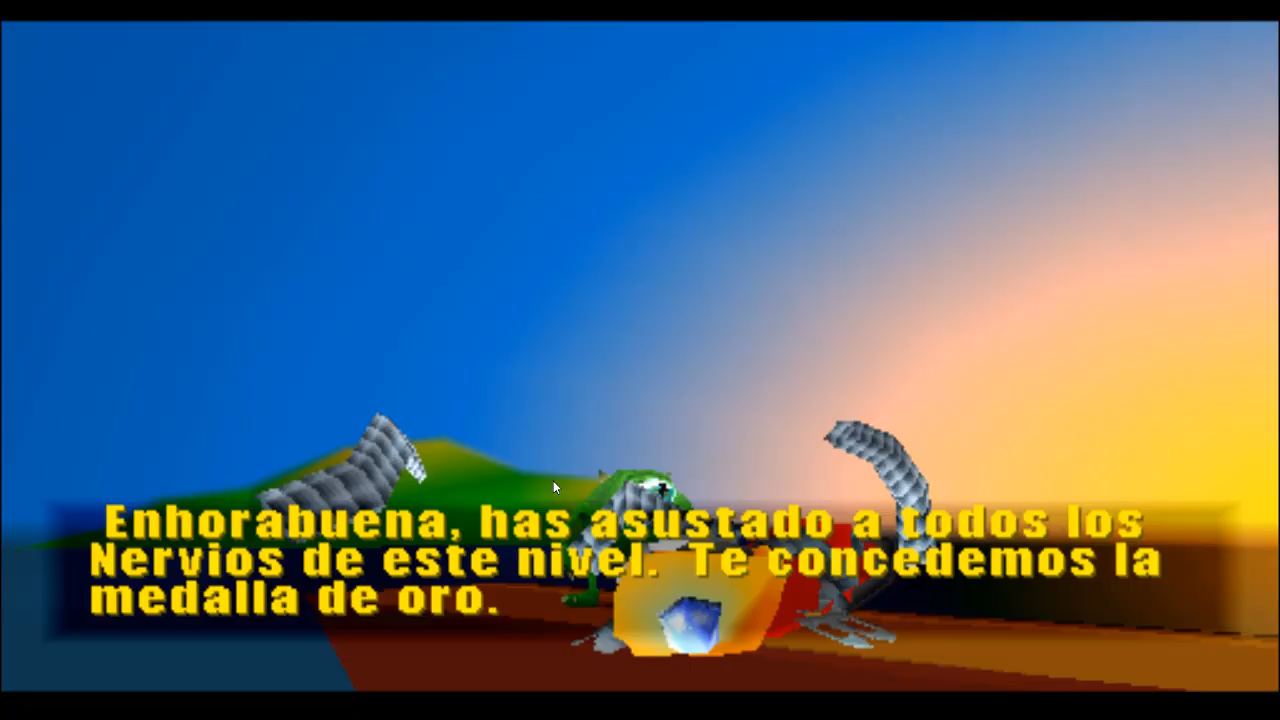 Enhorabuena, has asustado a todos los
Nervios de este nivel. Te concedemos la
medalla de oro.